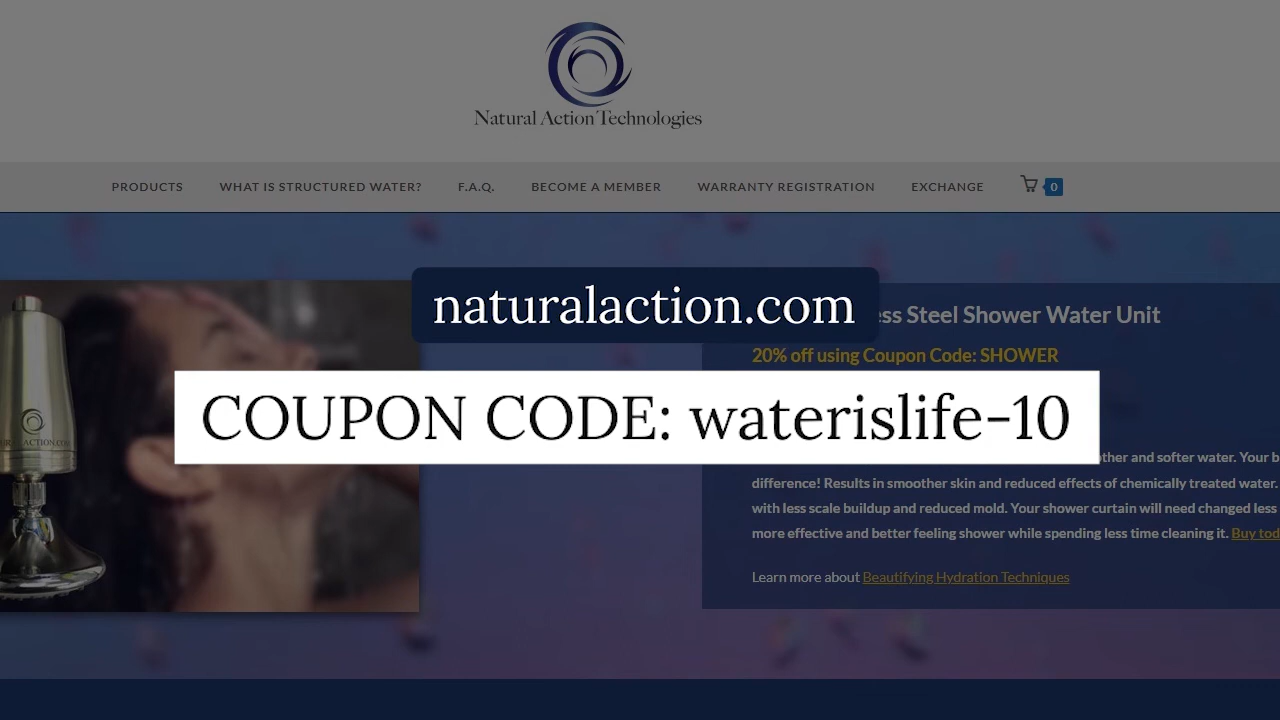 Natural Action Technologies
PRODUCTS WHAT IS STRUCTURED WATER? F.A.Q. BECOME A MEMBER WARRANTY REGISTRATION EXCHANGE 0
naturalaction.com
Steel Shower Water Unit
20% off using Coupon Code: SHOWER
COUPON CODE: waterislife-10
and softer water. Your
difference! Results in smoother skin and reduced effects of chemically treated water.
with less scale buildup and reduced mold. Your shower curtain will need changed less
more effective and better feeling shower while spending less time cleaning it. Buy
Learn more about Beautifying Hydration Techniques